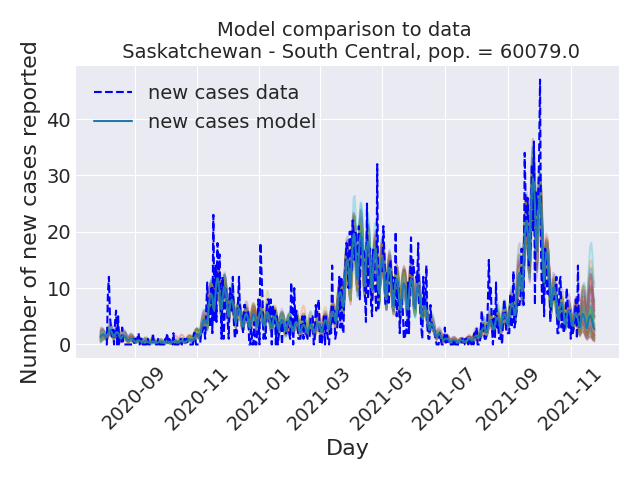 Model comparison to data
Saskatchewan - South Central, pop. = 60079.0
Number of new cases reported
new cases data
new cases model
40
30
20
10
0
2020-09
2020-11
2021-01
2021-03
2021-05
2021-07
2021-09
2021-11
Day